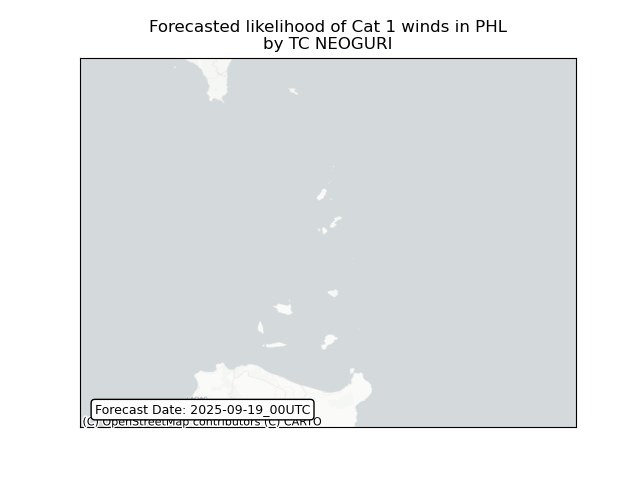 Forecasted likelihood of Cat 1 winds in PHL
by TC NEOGURI
Forecast Date: 2025-09-19_00UTC
(C) OpenStreetMap contributors (C) CARTO